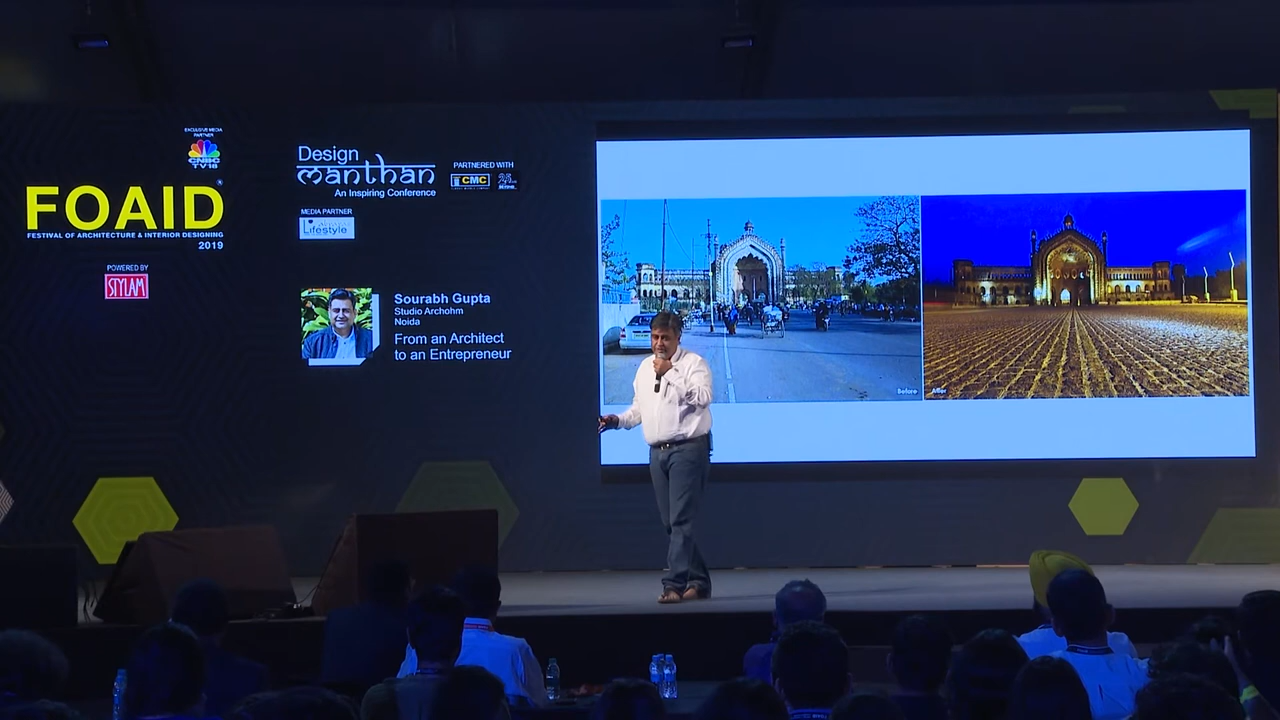 EXCLUSIVE MEDIA
PARTNER
CNBC
TV18
FOAID
FESTIVAL OF ARCHITECTURE & INTERIOR DESIGNING
2019
POWERED BY
STYLAM
Design
manthan
An Inspiring Conference
PARTNERED WITH
CMC
25
MEDIA PARTNER
Lifestyle
Sourabh Gupta
Studio Archohm
Noida
From an Architect
to an Entrepreneur
Before
After